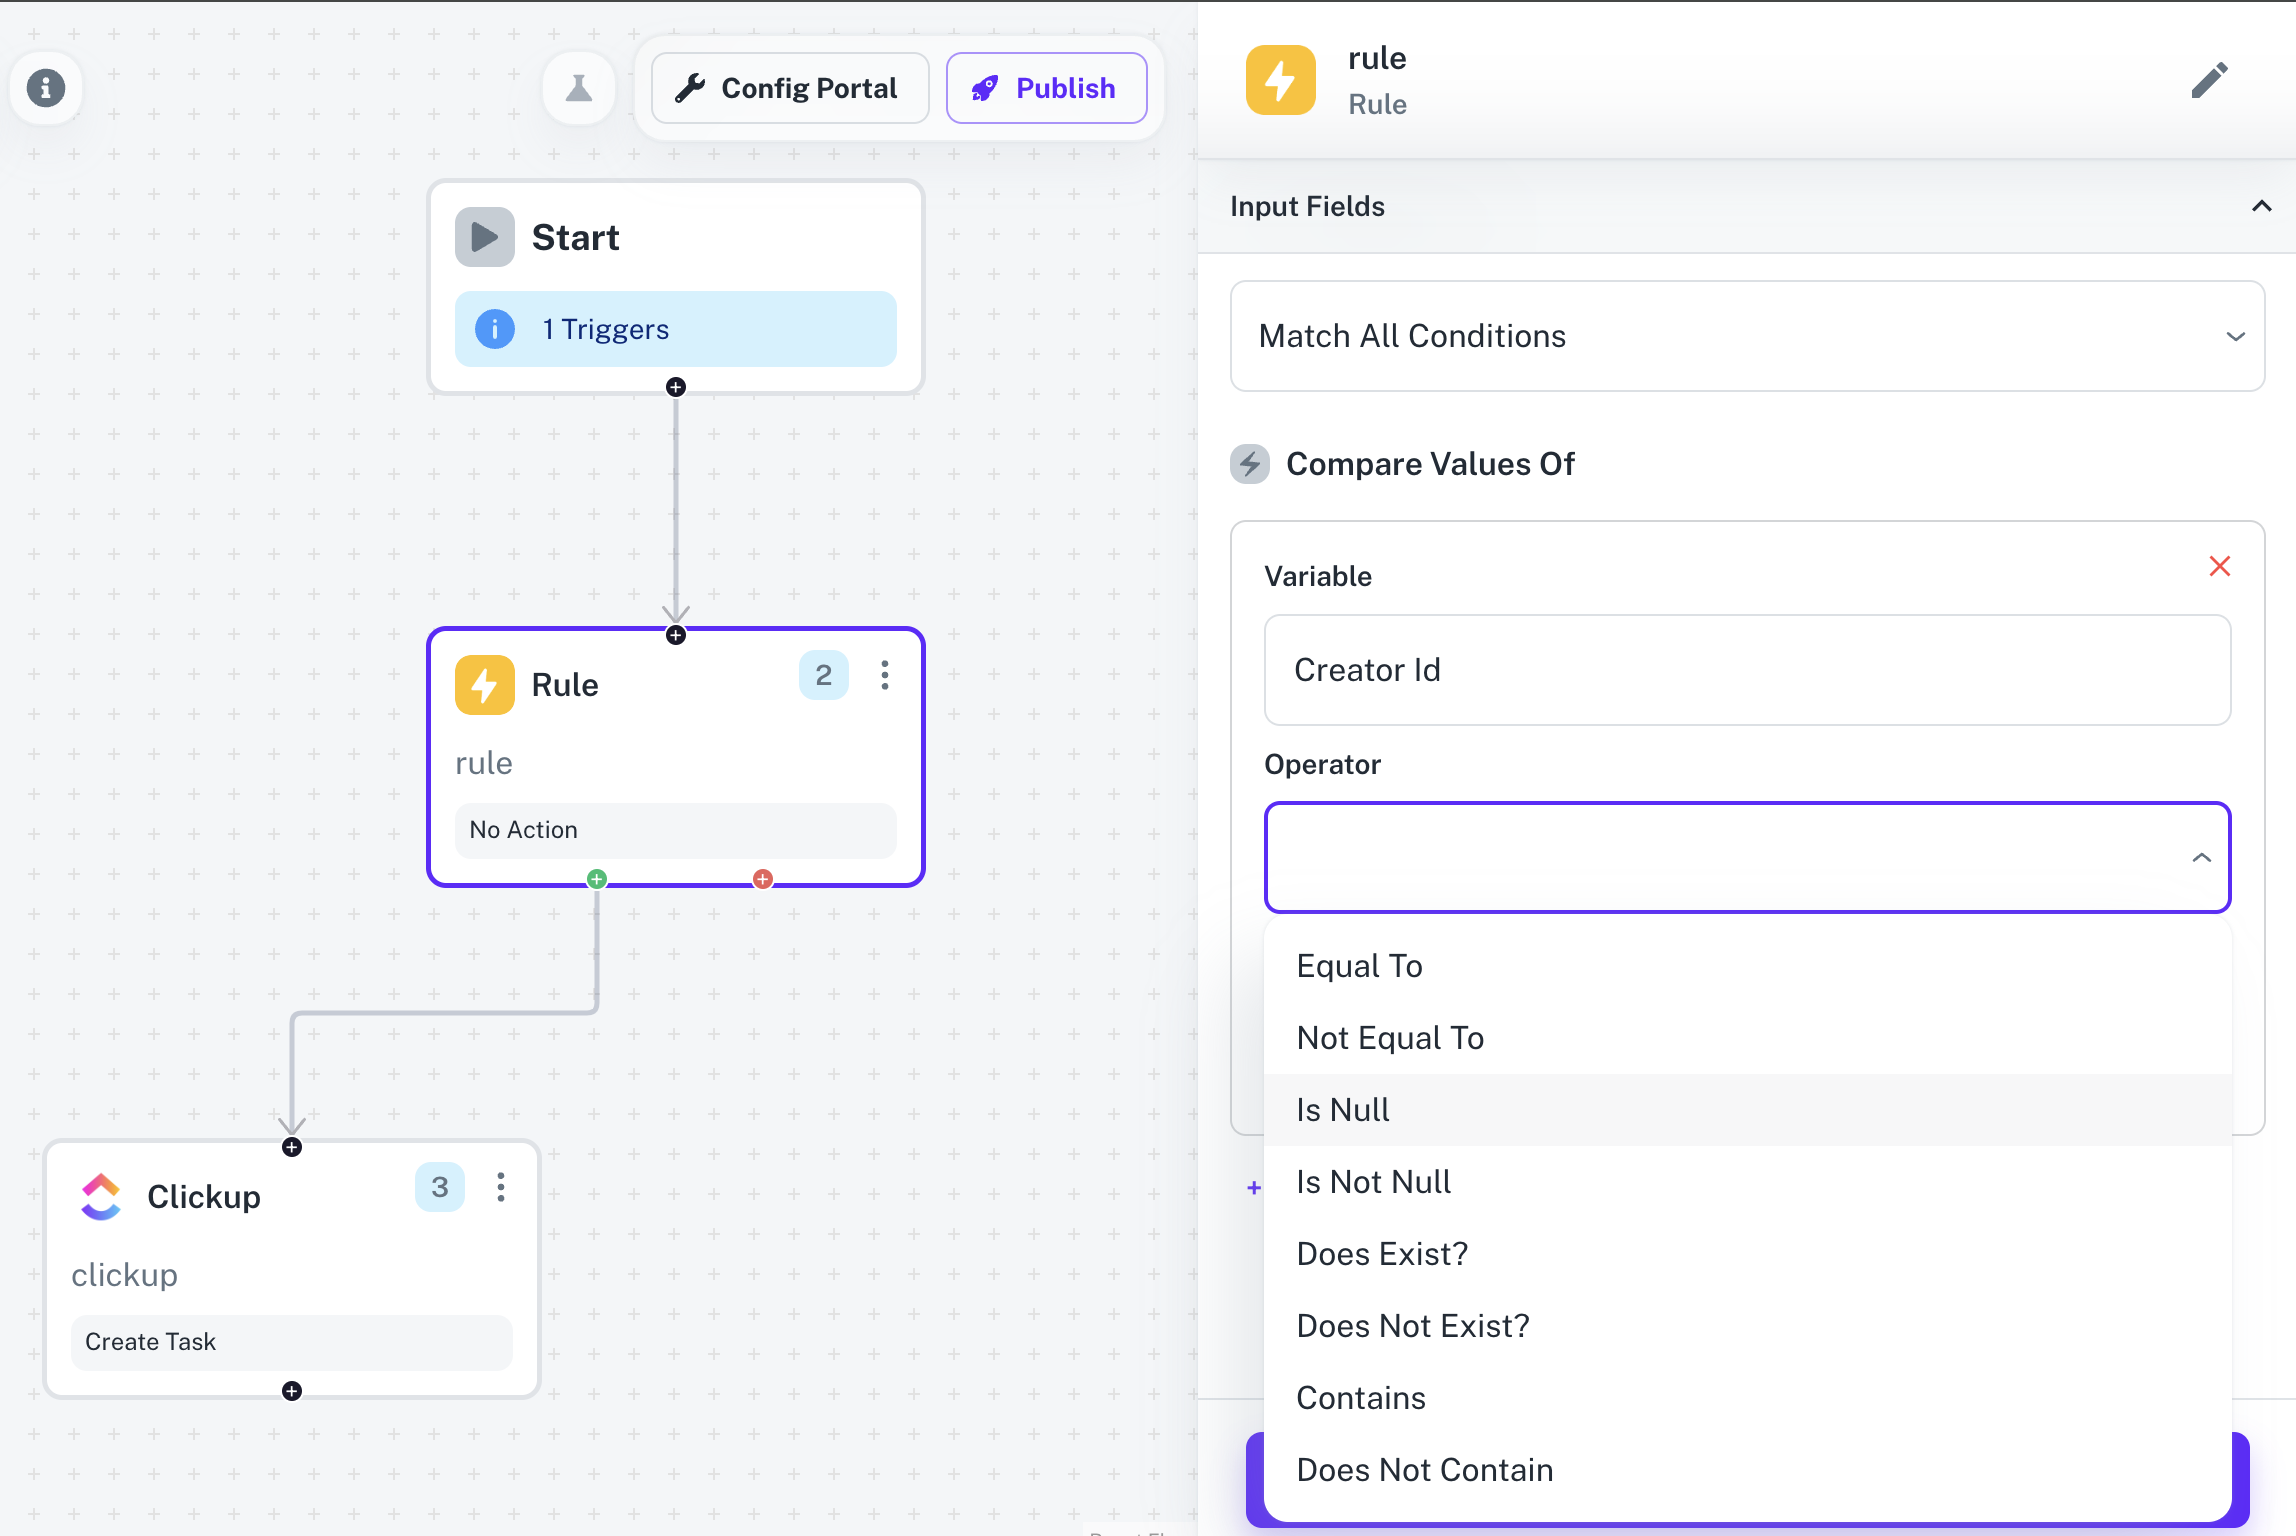 Config Portal
Publish
Start
1 Triggers
Rule
2
rule
No Action
Clickup
3
clickup
Create Task
rule
Rule
Input Fields
Match All Conditions
Compare Values Of
Variable
Creator Id
Operator
Equal To
Not Equal To
Is Null
Is Not Null
Does Exist?
Does Not Exist?
Contains
Does Not Contain